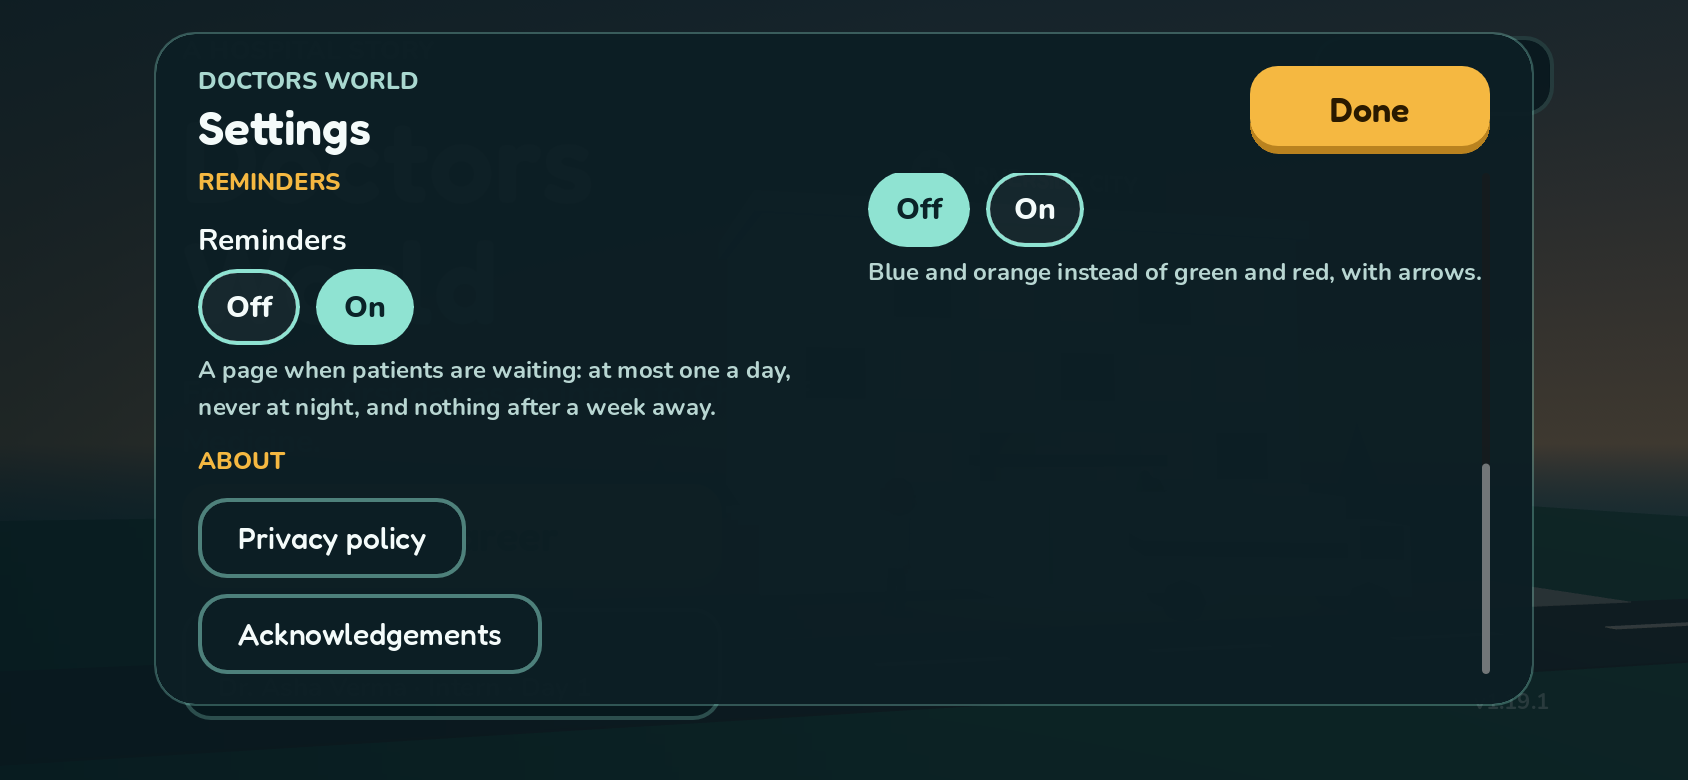 DOCTORS WORLD
Settings
Done
REMINDERS
Reminders
Off On
A page when patients are waiting: at most one a day,
never at night, and nothing after a week away.
ABOUT
Privacy policy
Acknowledgements
Off On
Blue and orange instead of green and red, with arrows.